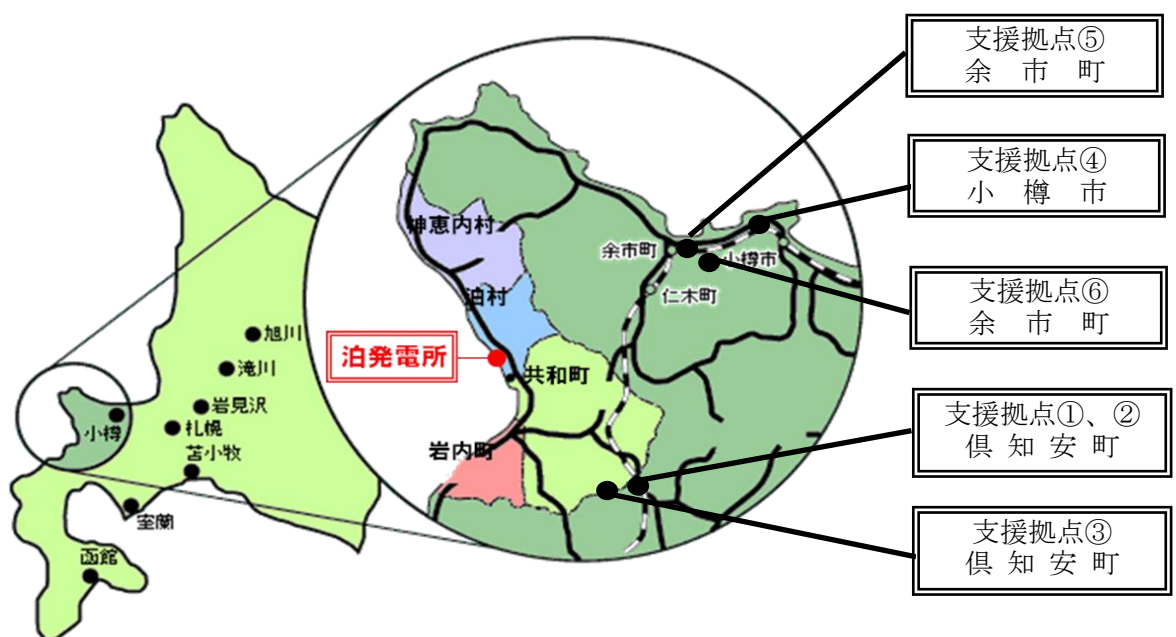 支援拠点⑤
余 市 町
支援拠点④
小 樽 市
支援拠点⑥
余 市 町
支援拠点①、②
倶 知 安 町
支援拠点③
倶 知 安 町
神恵内村
泊村
泊発電所
共和町
岩内町
余市町
小樽市
仁木町
旭川
滝川
岩見沢
小樽
札幌
苫小牧
室蘭
函館